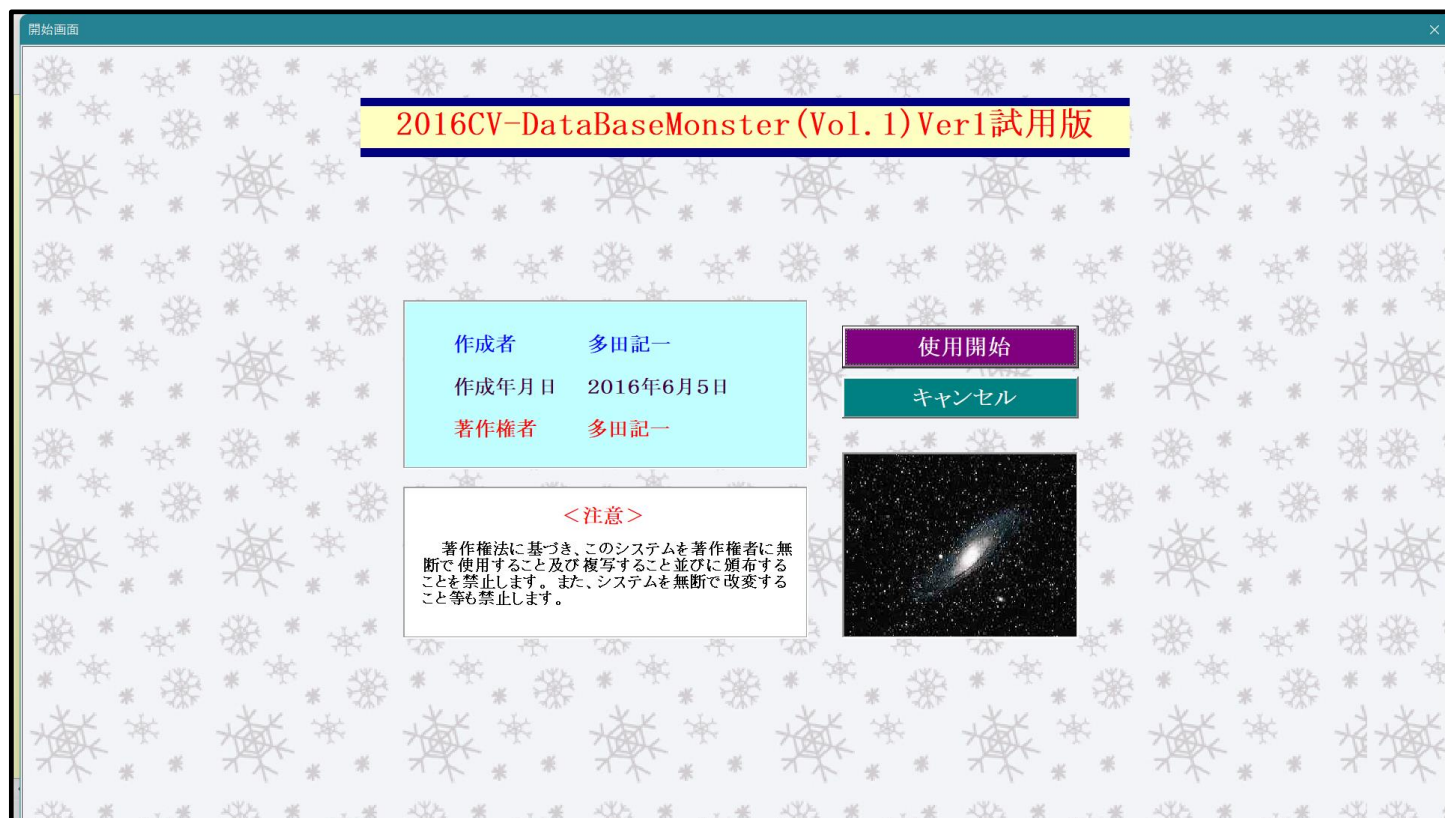 開始画面
2016CV-DataBaseMonster(Vol.1)Ver1試用版
作成者 多田記一
作成年月日 2016年6月5日
著作権者 多田記一
使用開始
キャンセル
＜注意＞
著作権法に基づき、このシステムを著作権者に無
断で使用すること及び複写すること並びに頒布する
ことを禁止します。また、システムを無断で改変する
こと等も禁止します。